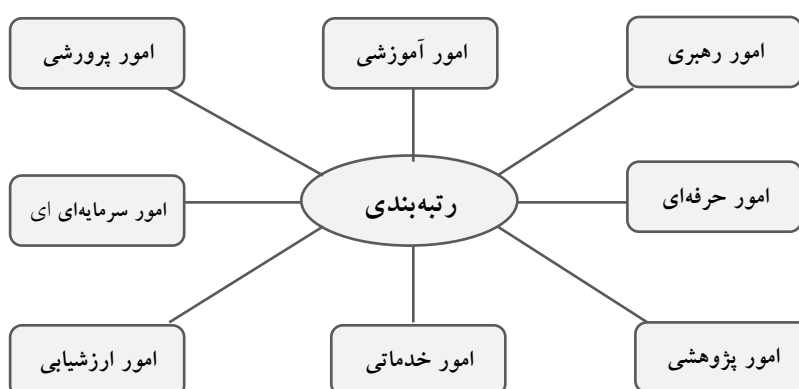 امور رهبری
امور آموزشی
امور پرورشی
امور حرفه‌ای
رتبه‌بندی
امور سرمایه‌ای ای
امور پژوهشی
امور خدماتی
امور ارزشیابی